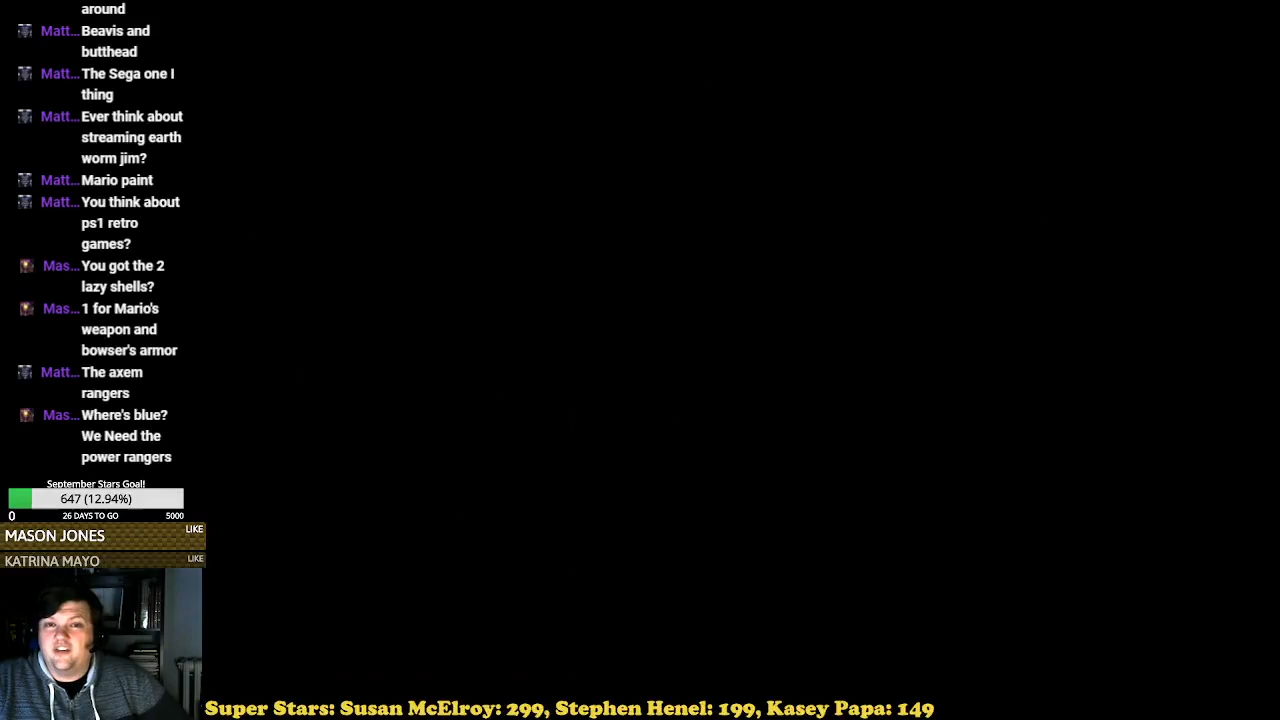 around
Matt... Beavis and
butthead
Matt... The Sega one I
thing
Matt... Ever think about
streaming earth
worm jim?
Matt... Mario paint
Matt... You think about
ps1 retro
games?
Mas... You got the 2
lazy shells?
Mas... 1 for Mario's
weapon and
bowser's armor
Matt... The axem
rangers
Mas... Where's blue?
We Need the
power rangers
September Stars Goal!
647 (12.94%)
0 26 DAYS TO GO 5000
MASON JONES LIKE
KATRINA MAYO LIKE
Super Stars: Susan McElroy: 299, Stephen Henel: 199, Kasey Papa: 149